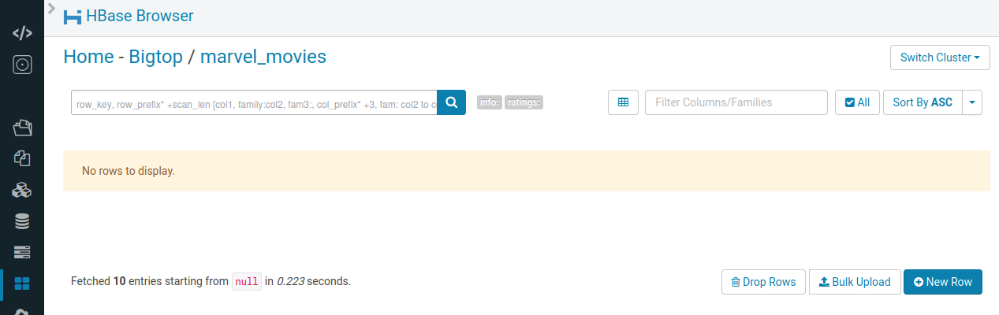 HBase Browser
Home - Bigtop / marvel_movies
Switch Cluster
row_key, row_prefix* +scan_len [col1, family:col2, fam3:, col_prefix* +3, fam: col2 to c
info: ratings:
Filter Columns/Families
All
Sort By ASC
No rows to display.
Fetched 10 entries starting from null in 0.223 seconds.
Drop Rows
Bulk Upload
New Row